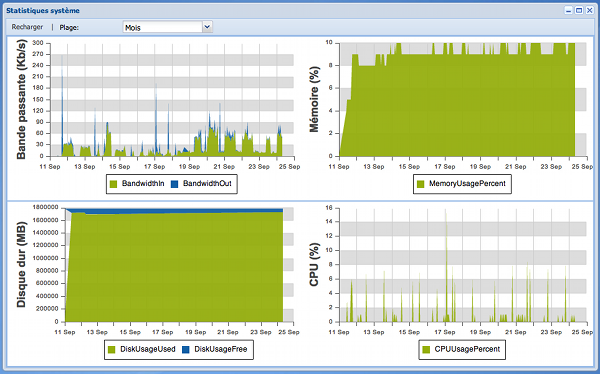 Statistiques système
Recharger Plage: Mois
Bande passante (Kb/s)
300
270
240
210
180
150
120
90
60
30
0
11 Sep 13 Sep 15 Sep 17 Sep 19 Sep 21 Sep 23 Sep 25 Sep
BandwidthIn BandwidthOut
Mémoire (%)
10
8
6
4
2
0
11 Sep 13 Sep 15 Sep 17 Sep 19 Sep 21 Sep 23 Sep 25 Sep
MemoryUsagePercent
Disque dur (MB)
1800000
1600000
1400000
1200000
1000000
800000
600000
400000
200000
0
11 Sep 13 Sep 15 Sep 17 Sep 19 Sep 21 Sep 23 Sep 25 Sep
DiskUsageUsed DiskUsageFree
CPU (%)
16
14
12
10
8
6
4
2
0
11 Sep 13 Sep 15 Sep 17 Sep 19 Sep 21 Sep 23 Sep 25 Sep
CPUUsagePercent